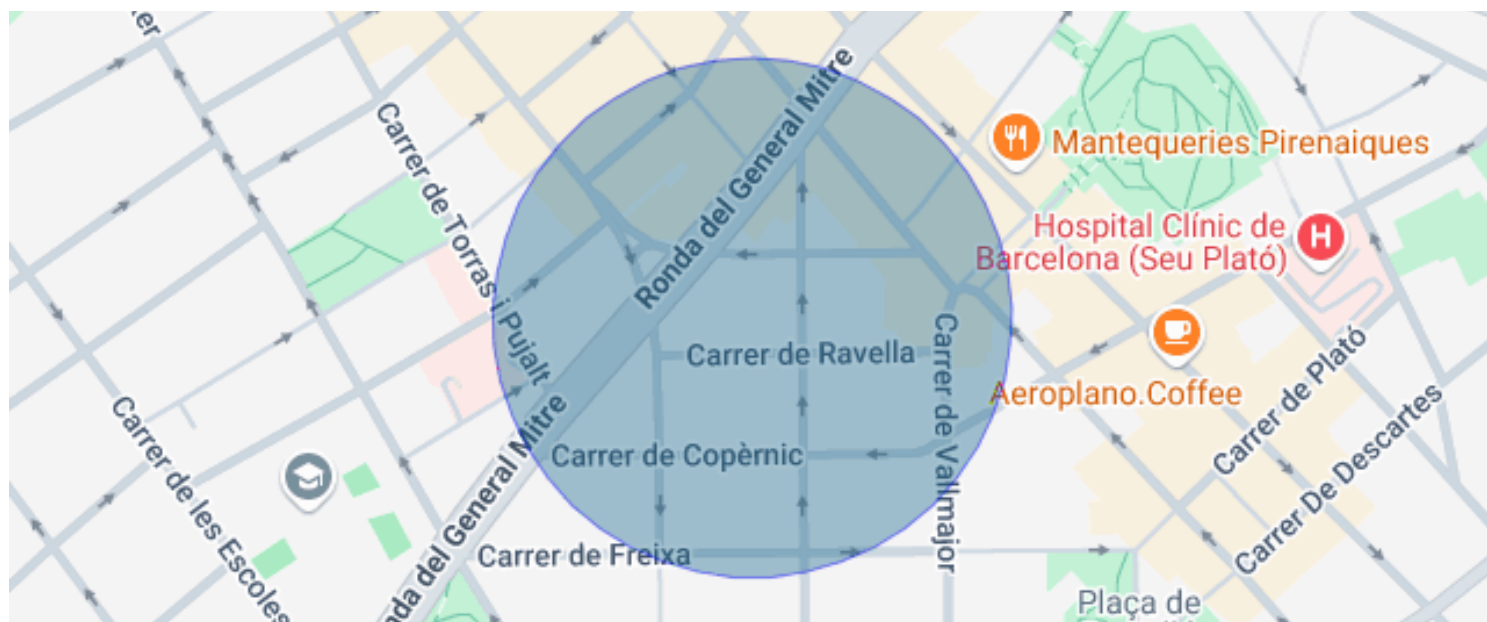 Ronda del General Mitre
Carrer de Torras i Pujalt
Mantequeries Pirenaiques
Hospital Clínic de
Barcelona (Seu Plató)
Carrer de Ravella
Carrer de Vallmajor
Aeroplano.Coffee
Carrer de Plató
Carrer De Descartes
Carrer de Copèrnic
Carrer de les Escoles
Ronda del General Mitre
Carrer de Freixa
Plaça de
H